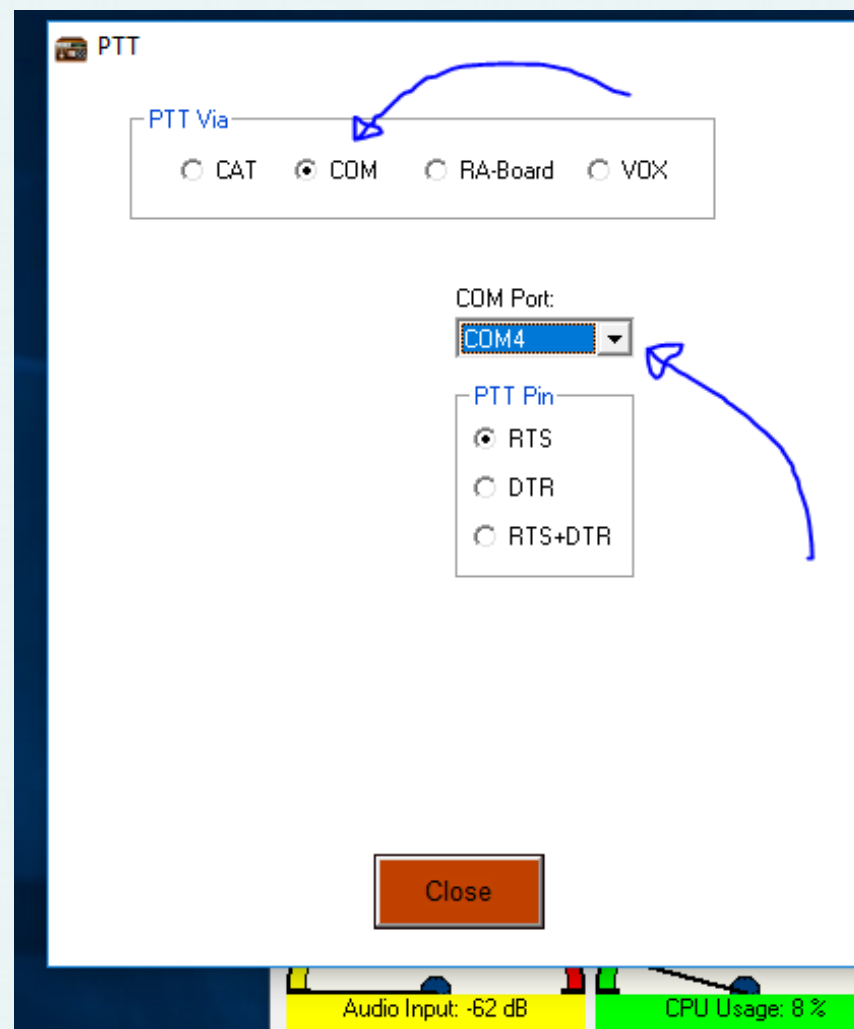 PTT
PTT Via
CAT COM RA-Board VOX
COM Port:
COM4
PTT Pin
RTS
DTR
RTS+DTR
Close
Audio Input: -62 dB CPU Usage: 8 %